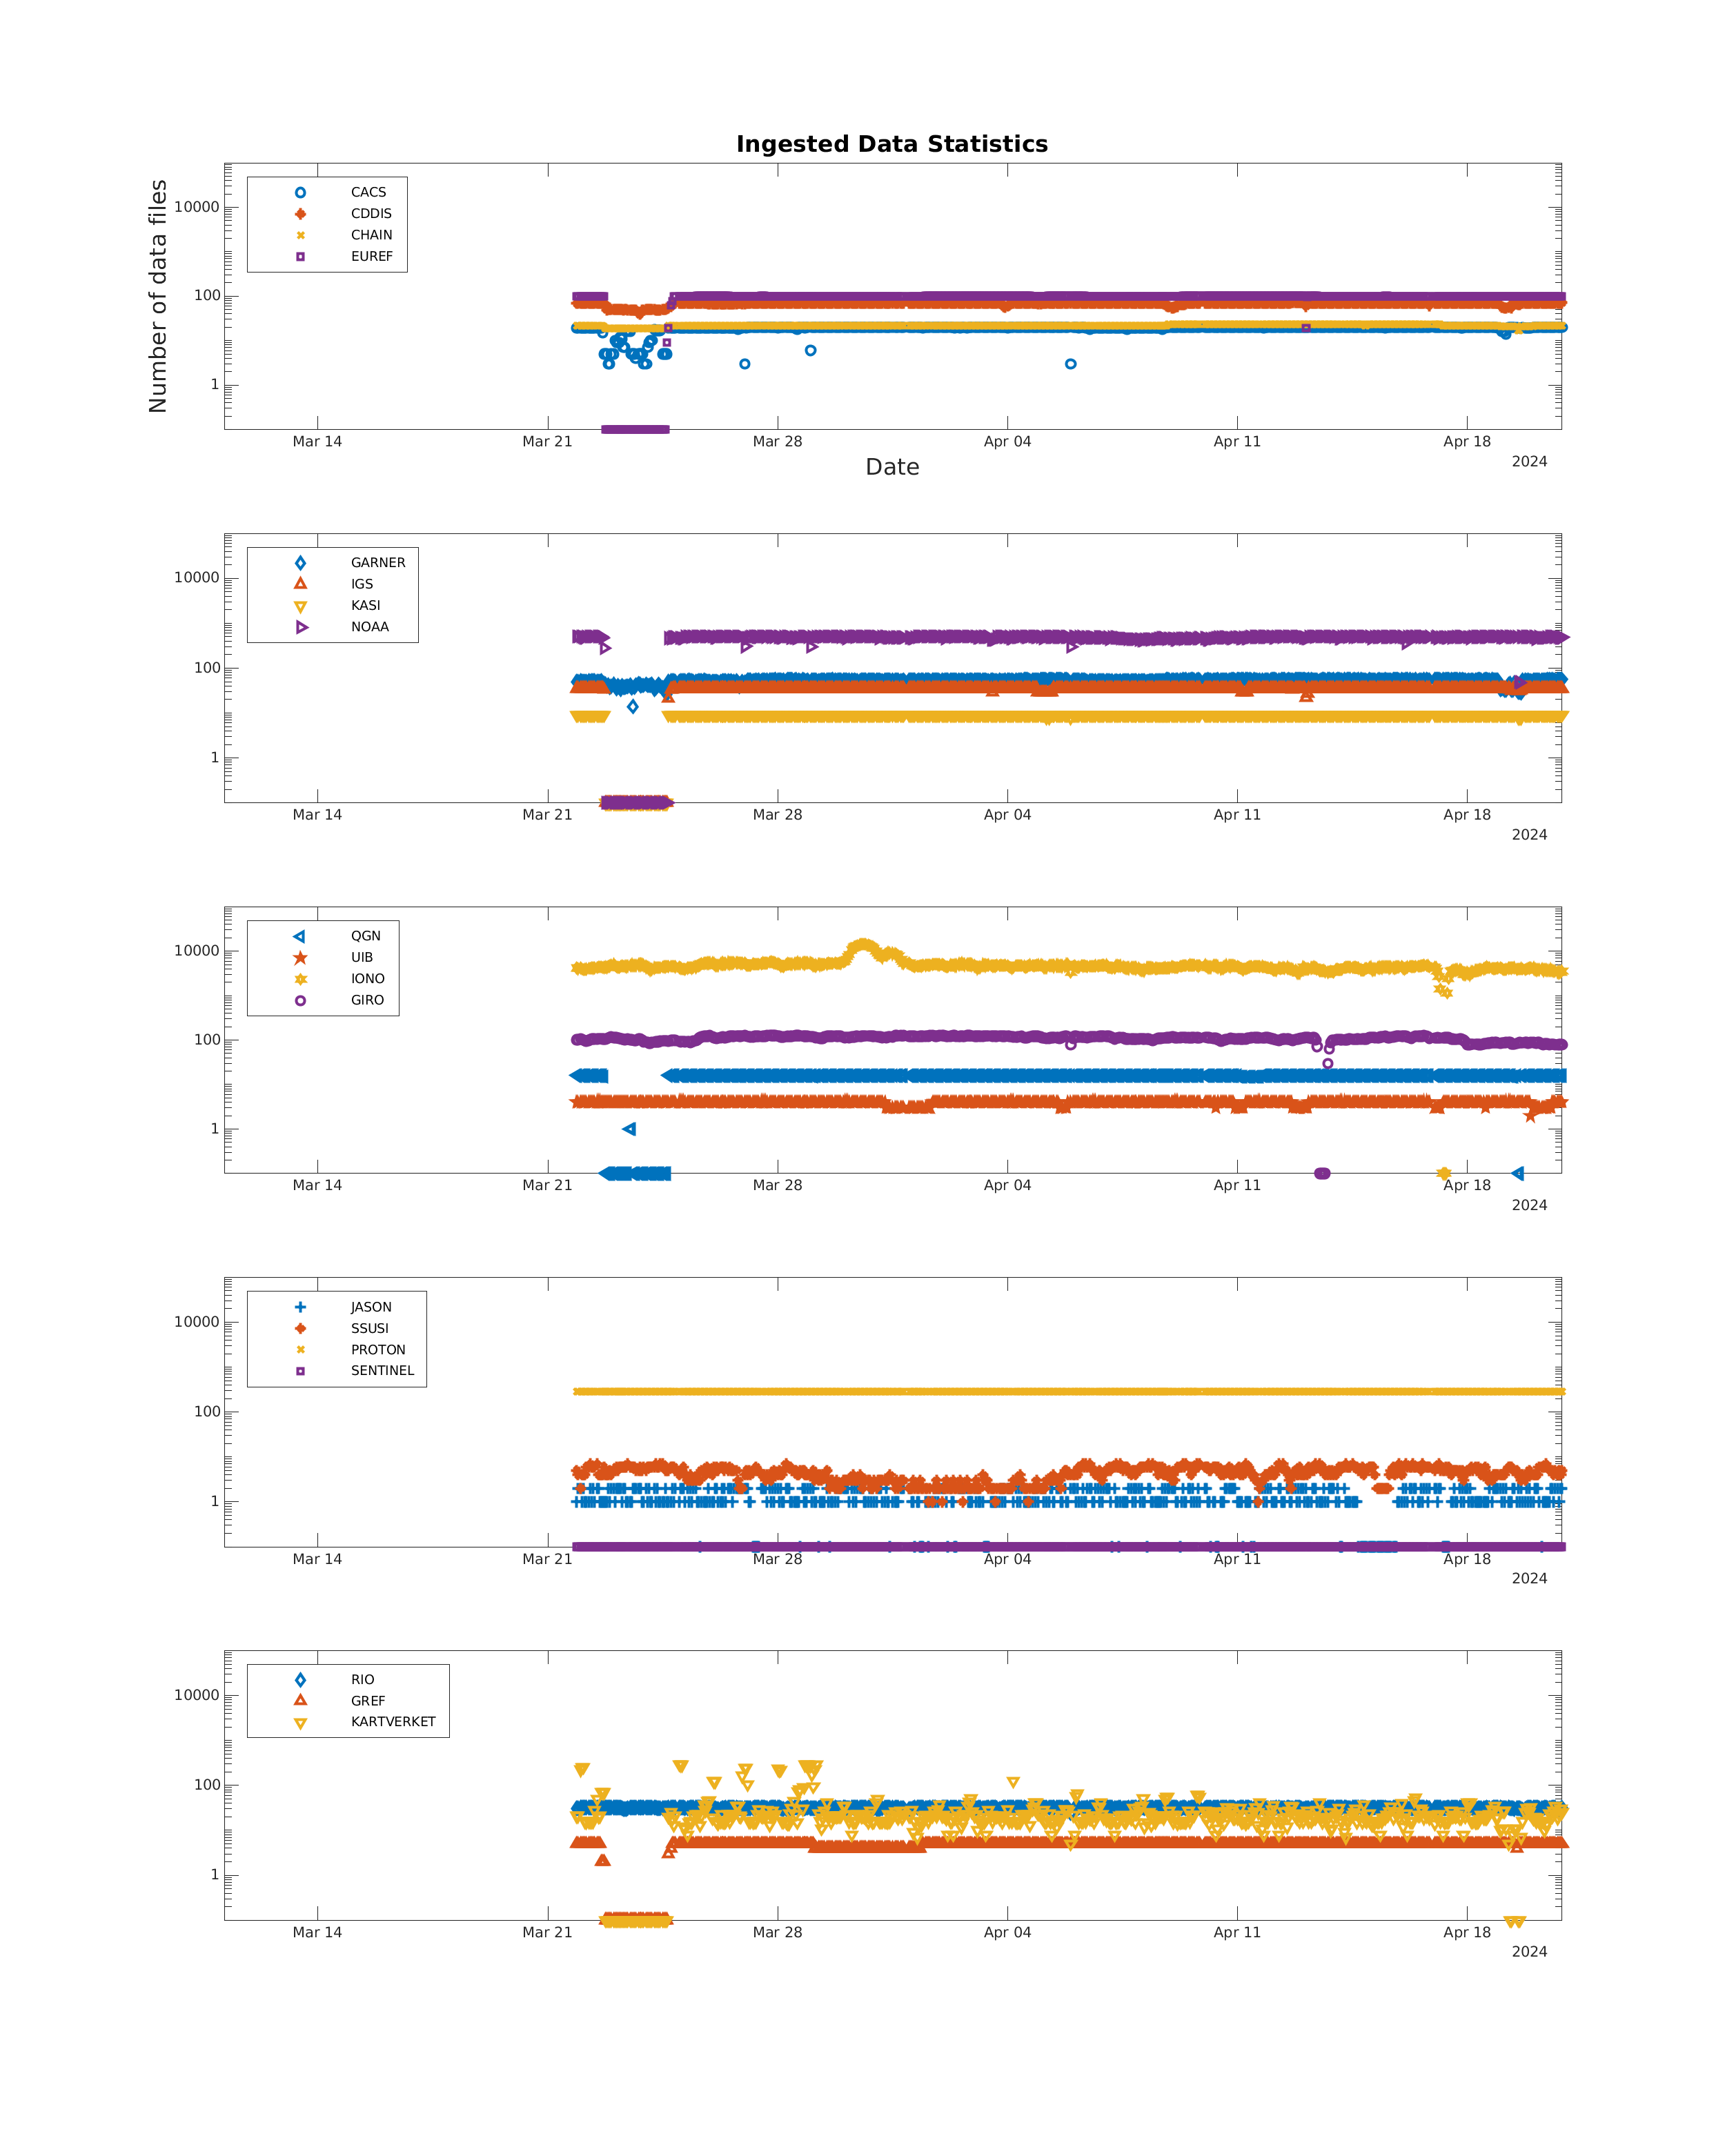 Ingested Data Statistics
Number of data files
CACS
CDDIS
CHAIN
EUREF
10000
100
1
Mar 14 Mar 21 Mar 28 Apr 04 Apr 11 Apr 18
2024
Date
GARNER
IGS
KASI
NOAA
10000
100
1
Mar 14 Mar 21 Mar 28 Apr 04 Apr 11 Apr 18
2024
QGN
UIB
IONO
GIRO
10000
100
1
Mar 14 Mar 21 Mar 28 Apr 04 Apr 11 Apr 18
2024
JASON
SSUSI
PROTON
SENTINEL
10000
100
1
Mar 14 Mar 21 Mar 28 Apr 04 Apr 11 Apr 18
2024
RIO
GREF
KARTVERKET
10000
100
1
Mar 14 Mar 21 Mar 28 Apr 04 Apr 11 Apr 18
2024